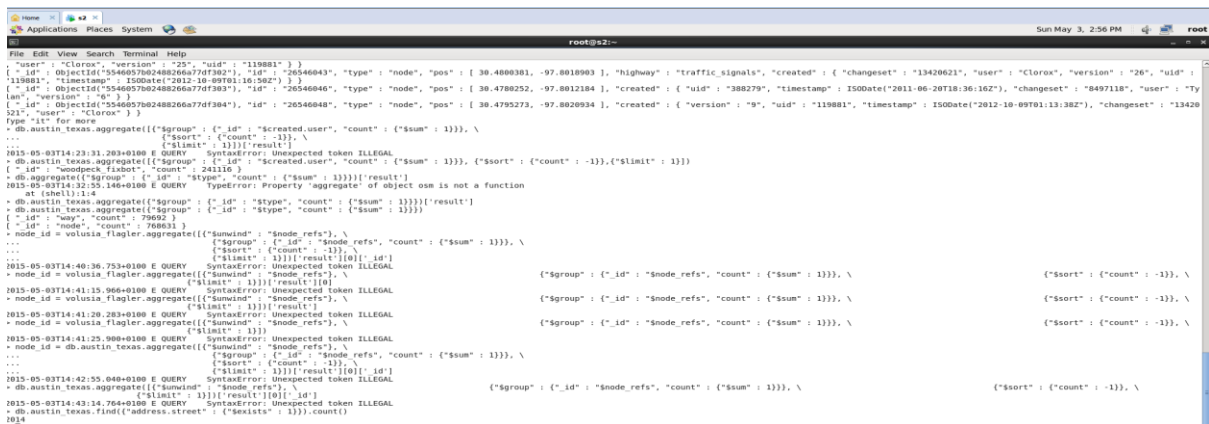 Home × s2 ×
Applications Places System Sun May 3, 2:56 PM root
root@s2:~
File Edit View Search Terminal Help
, "user" : "Clorox", "version" : "25", "uid" : "119881" } }
{ "_id" : ObjectId("5546057b02488266a77df302"), "id" : "26546043", "type" : "node", "pos" : [ 30.4800381, -97.8018903 ], "highway" : "traffic_signals", "created" : { "changeset" : "13420621", "user" : "Clorox", "version" : "26", "uid" :
"119881", "timestamp" : ISODate("2012-10-09T01:16:50Z") } }
{ "_id" : ObjectId("5546057b02488266a77df303"), "id" : "26546046", "type" : "node", "pos" : [ 30.4780252, -97.8012184 ], "created" : { "uid" : "388279", "timestamp" : ISODate("2011-06-20T18:36:16Z"), "changeset" : "8497118", "user" : "Ty
lan", "version" : "6" } }
{ "_id" : ObjectId("5546057b02488266a77df304"), "id" : "26546048", "type" : "node", "pos" : [ 30.4795273, -97.8020934 ], "created" : { "version" : "9", "uid" : "119881", "timestamp" : ISODate("2012-10-09T01:13:38Z"), "changeset" : "13420
621", "user" : "Clorox" } }
Type "it" for more
> db.austin_texas.aggregate([{"$group" : {"_id" : "$created.user", "count" : {"$sum" : 1}}}, \
... {"$sort" : {"count" : -1}}, \
... {"$limit" : 1}])['result']
2015-05-03T14:23:31.203+0100 E QUERY SyntaxError: Unexpected token ILLEGAL
> db.austin_texas.aggregate([{"$group" : {"_id" : "$created.user", "count" : {"$sum" : 1}}}, {"$sort" : {"count" : -1}},{"$limit" : 1}])
{ "_id" : "woodpeck_fixbot", "count" : 241116 }
> db.aggregate({"$group" : {"_id" : "$type", "count" : {"$sum" : 1}}})['result']
2015-05-03T14:32:55.146+0100 E QUERY TypeError: Property 'aggregate' of object osm is not a function
at (shell):1:4
> db.austin_texas.aggregate({"$group" : {"_id" : "$type", "count" : {"$sum" : 1}}})['result']
> db.austin_texas.aggregate({"$group" : {"_id" : "$type", "count" : {"$sum" : 1}}})
{ "_id" : "way", "count" : 79692 }
{ "_id" : "node", "count" : 768631 }
> node_id = volusia_flagler.aggregate([{"$unwind" : "$node_refs"}, \
... {"$group" : {"_id" : "$node_refs", "count" : {"$sum" : 1}}}, \
... {"$sort" : {"count" : -1}}, \
... {"$limit" : 1}])['result'][0]['_id']
2015-05-03T14:40:36.753+0100 E QUERY SyntaxError: Unexpected token ILLEGAL
> node_id = volusia_flagler.aggregate([{"$unwind" : "$node_refs"}, \ {"$group" : {"_id" : "$node_refs", "count" : {"$sum" : 1}}}, \ {"$sort" : {"count" : -1}}, \
{"$limit" : 1}])['result'][0]
2015-05-03T14:41:15.966+0100 E QUERY SyntaxError: Unexpected token ILLEGAL
> node_id = volusia_flagler.aggregate([{"$unwind" : "$node_refs"}, \ {"$group" : {"_id" : "$node_refs", "count" : {"$sum" : 1}}}, \ {"$sort" : {"count" : -1}}, \
{"$limit" : 1}])['result']
2015-05-03T14:41:20.283+0100 E QUERY SyntaxError: Unexpected token ILLEGAL
> node_id = volusia_flagler.aggregate([{"$unwind" : "$node_refs"}, \ {"$group" : {"_id" : "$node_refs", "count" : {"$sum" : 1}}}, \ {"$sort" : {"count" : -1}}, \
{"$limit" : 1}])
2015-05-03T14:41:25.900+0100 E QUERY SyntaxError: Unexpected token ILLEGAL
> node_id = db.austin_texas.aggregate([{"$unwind" : "$node_refs"}, \
... {"$group" : {"_id" : "$node_refs", "count" : {"$sum" : 1}}}, \
... {"$sort" : {"count" : -1}}, \
... {"$limit" : 1}])['result'][0]['_id']
2015-05-03T14:42:55.040+0100 E QUERY SyntaxError: Unexpected token ILLEGAL
> db.austin_texas.aggregate([{"$unwind" : "$node_refs"}, \ {"$group" : {"_id" : "$node_refs", "count" : {"$sum" : 1}}}, \ {"$sort" : {"count" : -1}}, \
{"$limit" : 1}])['result'][0]['_id']
2015-05-03T14:43:14.764+0100 E QUERY SyntaxError: Unexpected token ILLEGAL
> db.austin_texas.find({"address.street" : {"$exists" : 1}}).count()
2014